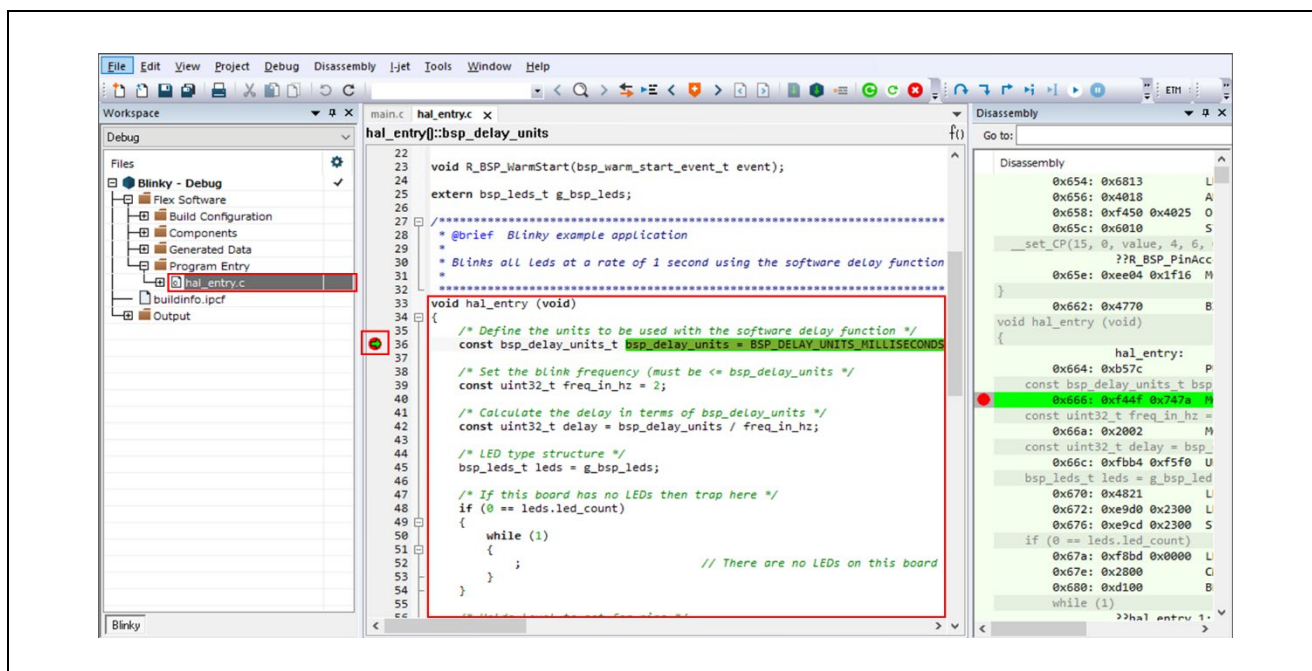 File Edit View Project Debug Disassembly I-jet Tools Window Help
ETM
Workspace
Debug
Files
Blinky - Debug
Flex Software
Build Configuration
Components
Generated Data
Program Entry
hal_entry.c
buildinfo.ipcf
Output
Blinky
main.c hal_entry.c x
hal_entry()::bsp_delay_units f()
22
23 void R_BSP_WarmStart(bsp_warm_start_event_t event);
24
25 extern bsp_leds_t g_bsp_leds;
26
27 /*******************************************************************************
28 * @brief Blinky example application
29 *
30 * Blinks all leds at a rate of 1 second using the software delay function
31 *
32 *******************************************************************************
33 void hal_entry (void)
34 {
35 /* Define the units to be used with the software delay function */
36 const bsp_delay_units_t bsp_delay_units = BSP_DELAY_UNITS_MILLISECONDS
37
38 /* Set the blink frequency (must be <= bsp_delay_units */
39 const uint32_t freq_in_hz = 2;
40
41 /* Calculate the delay in terms of bsp_delay_units */
42 const uint32_t delay = bsp_delay_units / freq_in_hz;
43
44 /* LED type structure */
45 bsp_leds_t leds = g_bsp_leds;
46
47 /* If this board has no LEDs then trap here */
48 if (0 == leds.led_count)
49 {
50 while (1)
51 {
52 ; // There are no LEDs on this board
53 }
54 }
55
56
Disassembly
Go to:
Disassembly
0x654: 0x6813 L
0x656: 0x4018 A
0x658: 0xf450 0x4025 O
0x65c: 0x6010 S
__set_CP(15, 0, value, 4, 6,
??R_BSP_PinAcc
0x65e: 0xee04 0x1f16 M
}
0x662: 0x4770 B
void hal_entry (void)
{
hal_entry:
0x664: 0xb57c P
const bsp_delay_units_t bsp
0x666: 0xf44f 0x747a M
const uint32_t freq_in_hz =
0x66a: 0x2002 M
const uint32_t delay = bsp_
0x66c: 0xfbb4 0xf5f0 U
bsp_leds_t leds = g_bsp_led
0x670: 0x4821 L
0x672: 0xe9d0 0x2300 L
0x676: 0xe9cd 0x2300 S
if (0 == leds.led_count)
0x67a: 0xf8bd 0x0000 L
0x67e: 0x2800 C
0x680: 0xd100 B
while (1)
??hal_entry_1: